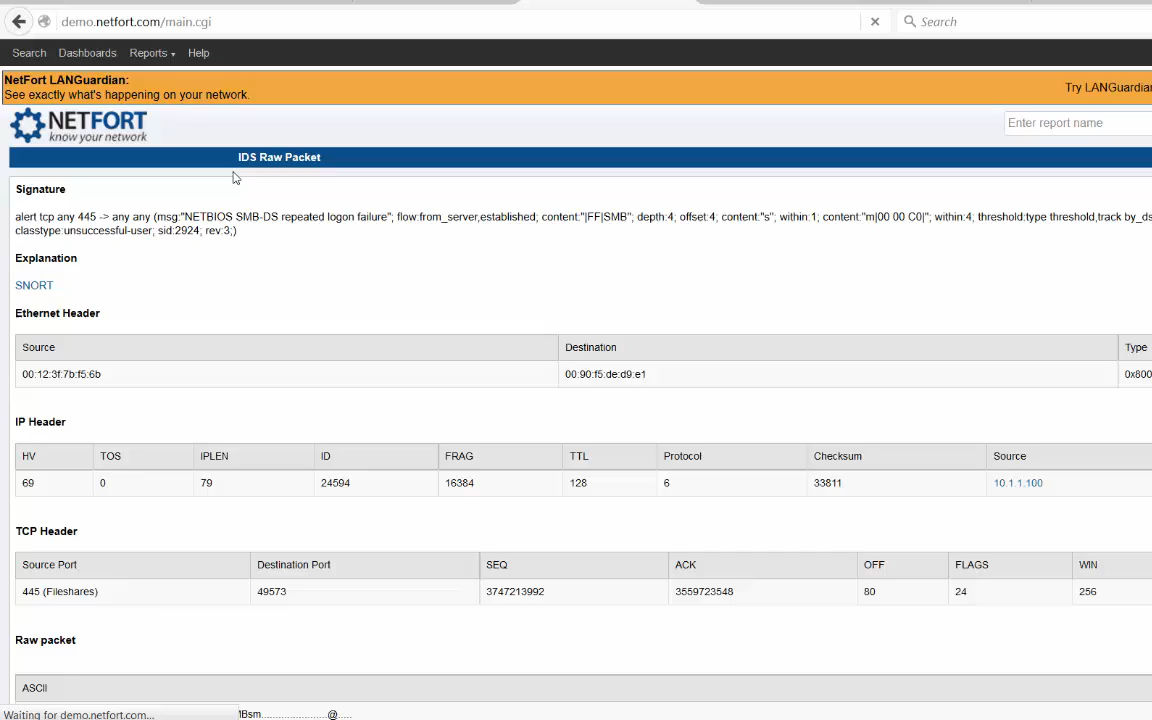 demo.netfort.com/main.cgi
Search
Search Dashboards Reports Help
NetFort LANGuardian:
See exactly what's happening on your network.
Try LANGuardian
NETFORT
know your network
Enter report name
IDS Raw Packet
Signature
alert tcp any 445 -> any any (msg:"NETBIOS SMB-DS repeated logon failure"; flow:from_server,established; content:"|FF|SMB"; depth:4; offset:4; content:"s"; within:1; content:"m|00 00 C0|"; within:4; threshold:type threshold,track by_ds
classtype:unsuccessful-user; sid:2924; rev:3;)
Explanation
SNORT
Ethernet Header
Source Destination Type
00:12:3f:7b:f5:6b 00:90:f5:de:d9:e1 0x800
IP Header
HV TOS IPLEN ID FRAG TTL Protocol Checksum Source
69 0 79 24594 16384 128 6 33811 10.1.1.100
TCP Header
Source Port Destination Port SEQ ACK OFF FLAGS WIN
445 (Fileshares) 49573 3747213992 3559723548 80 24 256
Raw packet
ASCII
Waiting for demo.netfort.com...